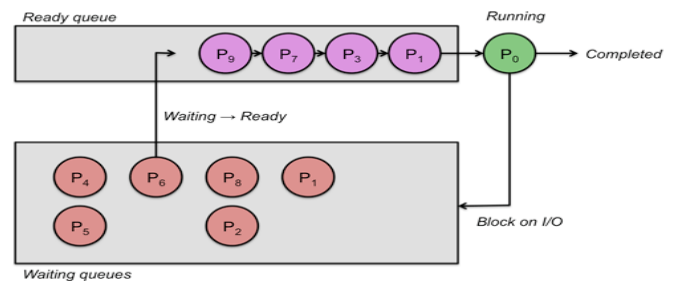 Ready queue
Running
P9 P7 P3 P1 P0 Completed
Waiting → Ready
P4 P6 P8 P1
P5 P2
Block on I/O
Waiting queues